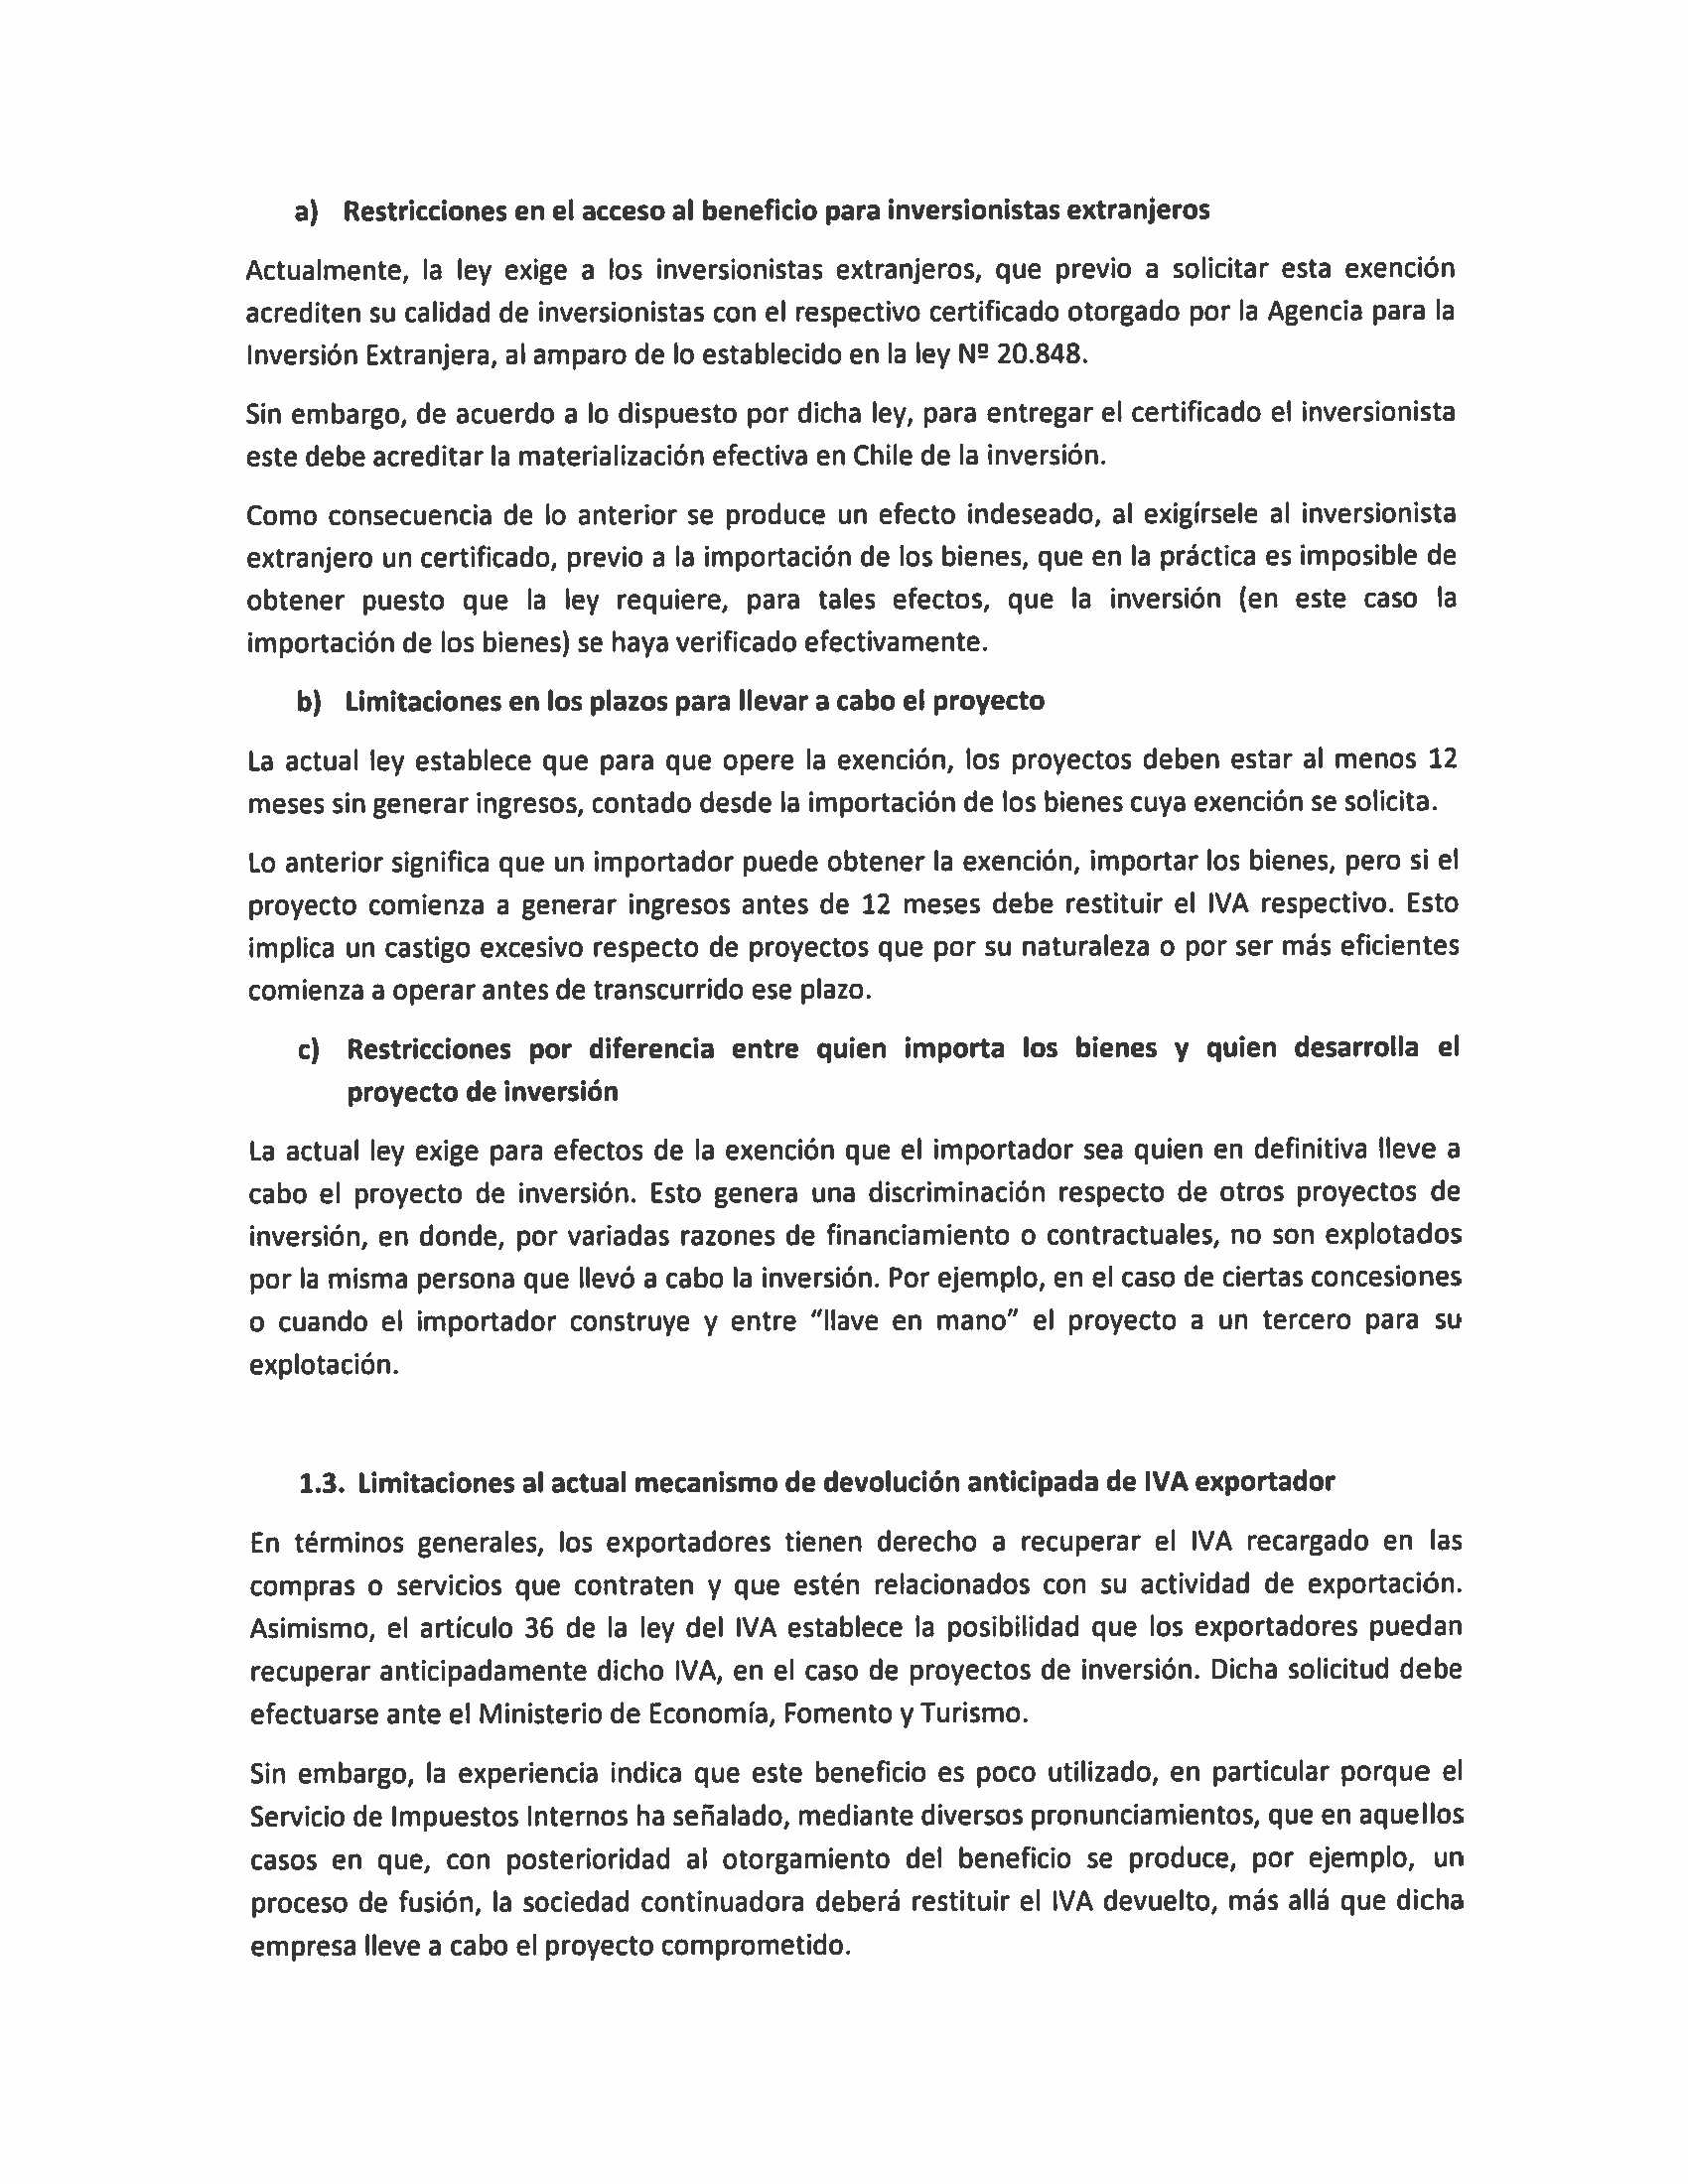 a) Restricciones en el acceso al beneficio para inversionistas extranjeros
Actualmente, la ley exige a los inversionistas extranjeros, que previo a solicitar esta exención
acrediten su calidad de inversionistas con el respectivo certificado otorgado por la Agencia para la
Inversión Extranjera, al amparo de lo establecido en la ley Nº 20.848.
Sin embargo, de acuerdo a lo dispuesto por dicha ley, para entregar el certificado el inversionista
este debe acreditar la materialización efectiva en Chile de la inversión.
Como consecuencia de lo anterior se produce un efecto indeseado, al exigírsele al inversionista
extranjero un certificado, previo a la importación de los bienes, que en la práctica es imposible de
obtener puesto que la ley requiere, para tales efectos, que la inversión (en este caso la
importación de los bienes) se haya verificado efectivamente.
b) Limitaciones en los plazos para llevar a cabo el proyecto
La actual ley establece que para que opere la exención, los proyectos deben estar al menos 12
meses sin generar ingresos, contado desde la importación de los bienes cuya exención se solicita.
Lo anterior significa que un importador puede obtener la exención, importar los bienes, pero si el
proyecto comienza a generar ingresos antes de 12 meses debe restituir el IVA respectivo. Esto
implica un castigo excesivo respecto de proyectos que por su naturaleza o por ser más eficientes
comienza a operar antes de transcurrido ese plazo.
c) Restricciones por diferencia entre quien importa los bienes y quien desarrolla el
proyecto de inversión
La actual ley exige para efectos de la exención que el importador sea quien en definitiva lleve a
cabo el proyecto de inversión. Esto genera una discriminación respecto de otros proyectos de
inversión, en donde, por variadas razones de financiamiento o contractuales, no son explotados
por la misma persona que llevó a cabo la inversión. Por ejemplo, en el caso de ciertas concesiones
o cuando el importador construye y entre "llave en mano" el proyecto a un tercero para su
explotación.
1.3. Limitaciones al actual mecanismo de devolución anticipada de IVA exportador
En términos generales, los exportadores tienen derecho a recuperar el IVA recargado en las
compras o servicios que contraten y que estén relacionados con su actividad de exportación.
Asimismo, el artículo 36 de la ley del IVA establece la posibilidad que los exportadores puedan
recuperar anticipadamente dicho IVA, en el caso de proyectos de inversión. Dicha solicitud debe
efectuarse ante el Ministerio de Economía, Fomento y Turismo.
Sin embargo, la experiencia indica que este beneficio es poco utilizado, en particular porque el
Servicio de Impuestos Internos ha señalado, mediante diversos pronunciamientos, que en aquellos
casos en que, con posterioridad al otorgamiento del beneficio se produce, por ejemplo, un
proceso de fusión, la sociedad continuadora deberá restituir el IVA devuelto, más allá que dicha
empresa lleve a cabo el proyecto comprometido.